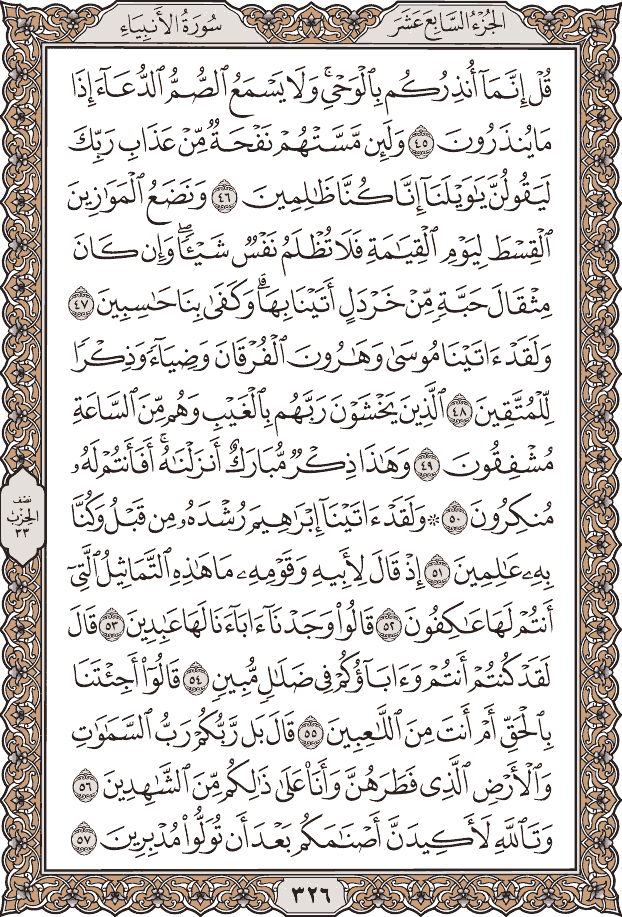 سُورَةُ الأَنبِيَاءِ
الجُزْءُ السَّابِعَ عَشَرَ
قُلْ إِنَّمَآ أُنذِرُكُم بِٱلْوَحْىِ ۚ وَلَا يَسْمَعُ ٱلصُّمُّ ٱلدُّعَآءَ إِذَا
مَا يُنذَرُونَ ٤٥ وَلَئِن مَّسَّتْهُمْ نَفْحَةٌ مِّنْ عَذَابِ رَبِّكَ
لَيَقُولُنَّ يَٰوَيْلَنَآ إِنَّا كُنَّا ظَٰلِمِينَ ٤٦ وَنَضَعُ ٱلْمَوَٰزِينَ
ٱلْقِسْطَ لِيَوْمِ ٱلْقِيَٰمَةِ فَلَا تُظْلَمُ نَفْسٌ شَيْـًٔا ۖ وَإِن كَانَ
مِثْقَالَ حَبَّةٍ مِّنْ خَرْدَلٍ أَتَيْنَا بِهَا ۗ وَكَفَىٰ بِنَا حَٰسِبِينَ ٤٧
وَلَقَدْ ءَاتَيْنَا مُوسَىٰ وَهَٰرُونَ ٱلْفُرْقَانَ وَضِيَآءً وَذِكْرًا
لِّلْمُتَّقِينَ ٤٨ ٱلَّذِينَ يَخْشَوْنَ رَبَّهُم بِٱلْغَيْبِ وَهُم مِّنَ ٱلسَّاعَةِ
مُشْفِقُونَ ٤٩ وَهَٰذَا ذِكْرٌ مُّبَارَكٌ أَنزَلْنَٰهُ ۚ أَفَأَنتُمْ لَهُۥ
مُنكِرُونَ ٥٠ ۞ وَلَقَدْ ءَاتَيْنَآ إِبْرَٰهِيمَ رُشْدَهُۥ مِن قَبْلُ وَكُنَّا
بِهِۦ عَٰلِمِينَ ٥١ إِذْ قَالَ لِأَبِيهِ وَقَوْمِهِۦ مَا هَٰذِهِ ٱلتَّمَاثِيلُ ٱلَّتِىٓ
أَنتُمْ لَهَا عَٰكِفُونَ ٥٢ قَالُوا۟ وَجَدْنَآ ءَابَآءَنَا لَهَا عَٰبِدِينَ ٥٣ قَالَ
لَقَدْ كُنتُمْ أَنتُمْ وَءَابَآؤُكُمْ فِى ضَلَٰلٍ مُّبِينٍ ٥٤ قَالُوٓا۟ أَجِئْتَنَا
بِٱلْحَقِّ أَمْ أَنتَ مِنَ ٱللَّٰعِبِينَ ٥٥ قَالَ بَل رَّبُّكُمْ رَبُّ ٱلسَّمَٰوَٰتِ
وَٱلْأَرْضِ ٱلَّذِى فَطَرَهُنَّ وَأَنَا۠ عَلَىٰ ذَٰلِكُم مِّنَ ٱلشَّٰهِدِينَ ٥٦
وَتَٱللَّهِ لَأَكِيدَنَّ أَصْنَٰمَكُم بَعْدَ أَن تُوَلُّوا۟ مُدْبِرِينَ ٥٧
نصف
الحزب
٣٣
٣٢٦